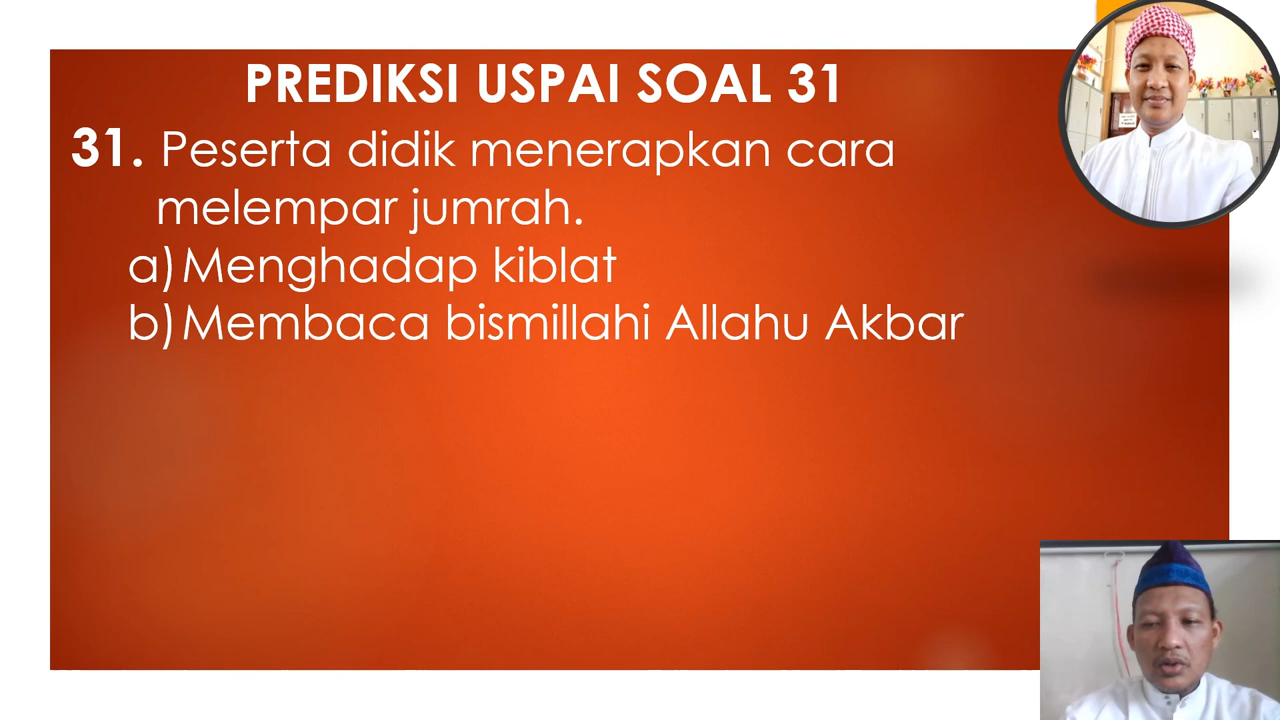 PREDIKSI USPAI SOAL 31
31. Peserta didik menerapkan cara
melempar jumrah.
a) Menghadap kiblat
b) Membaca bismillahi Allahu Akbar